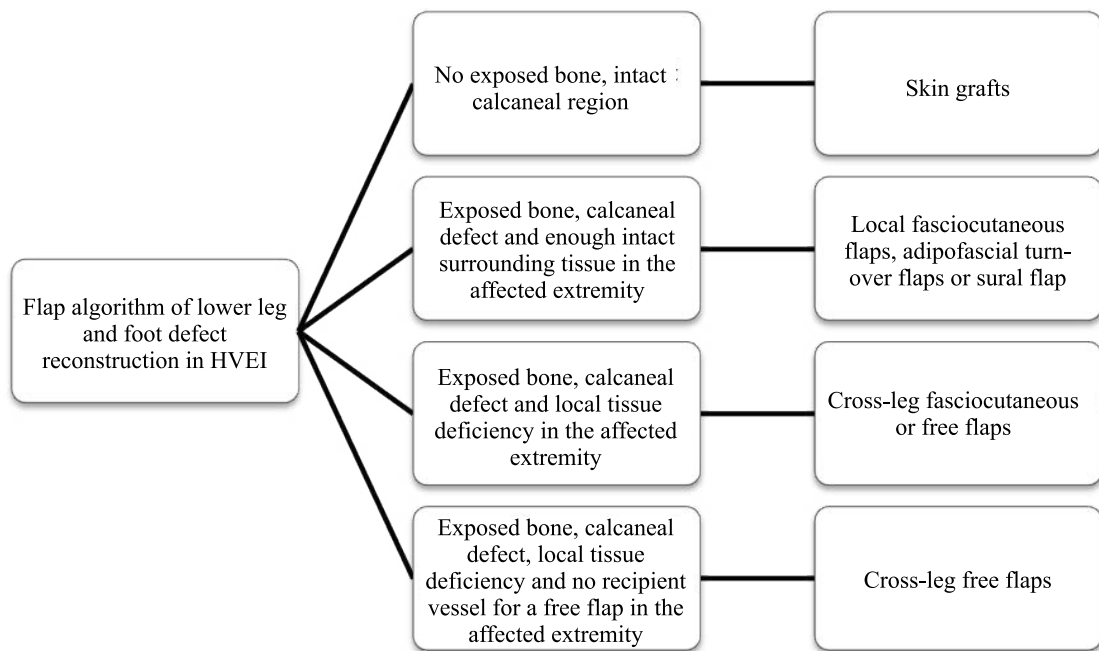 Flap algorithm of lower leg
and foot defect
reconstruction in HVEI
No exposed bone, intact :
calcaneal region
Skin grafts
Exposed bone, calcaneal
defect and enough intact
surrounding tissue in the
affected extremity
Local fasciocutaneous
flaps, adipofascial turn-
over flaps or sural flap
Exposed bone, calcaneal
defect and local tissue
deficiency in the affected
extremity
Cross-leg fasciocutaneous
or free flaps
Exposed bone, calcaneal
defect, local tissue
deficiency and no recipient
vessel for a free flap in the
affected extremity
Cross-leg free flaps